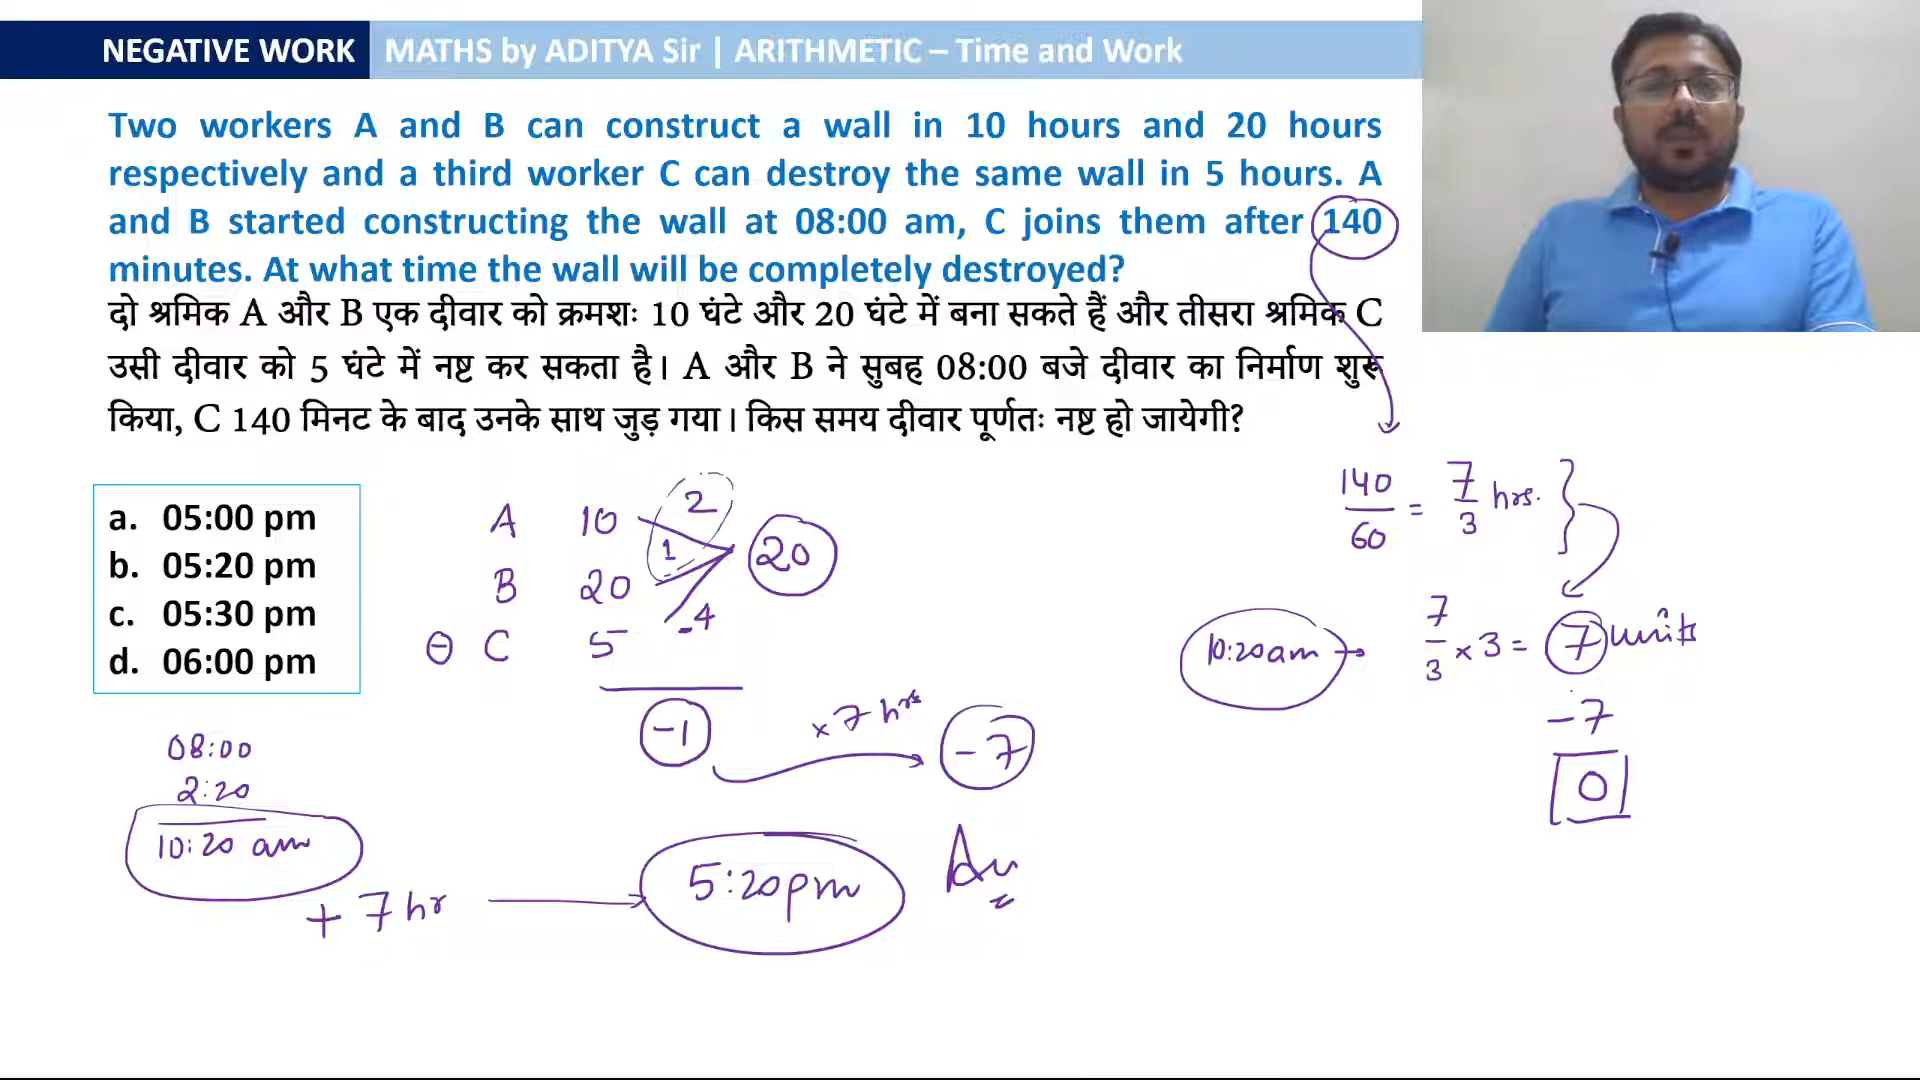 NEGATIVE WORK MATHS by ADITYA Sir | ARITHMETIC – Time and Work
Two workers A and B can construct a wall in 10 hours and 20 hours
respectively and a third worker C can destroy the same wall in 5 hours. A
and B started constructing the wall at 08:00 am, C joins them after 140
minutes. At what time the wall will be completely destroyed?
दो श्रमिक A और B एक दीवार को क्रमशः 10 घंटे और 20 घंटे में बना सकते हैं और तीसरा श्रमिक C
उसी दीवार को 5 घंटे में नष्ट कर सकता है। A और B ने सुबह 08:00 बजे दीवार का निर्माण शुरू
किया, C 140 मिनट के बाद उनके साथ जुड़ गया। किस समय दीवार पूर्णतः नष्ट हो जायेगी?
a. 05:00 pm
b. 05:20 pm
c. 05:30 pm
d. 06:00 pm
A 10 2
B 20 1 20
⊖ C 5 -4
-1 × 7 hrs -7
08:00
2:20
10:20 am
+ 7 hr
5:20 pm
140/60 = 7/3 hrs.
10:20 am → 7/3 × 3 = 7 units
-7
0